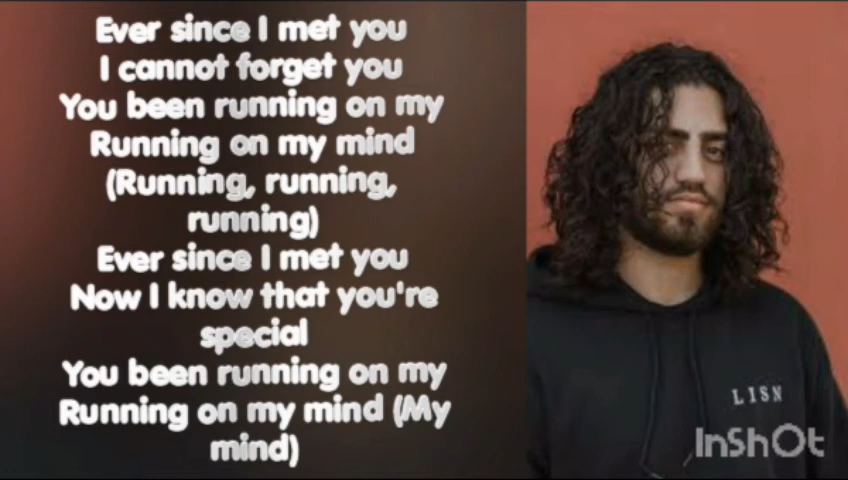 Ever since I met you
I cannot forget you
You been running on my
Running on my mind
(Running, running,
running)
Ever since I met you
Now I know that you're
special
You been running on my
Running on my mind (My
mind)
LISN
InShOt